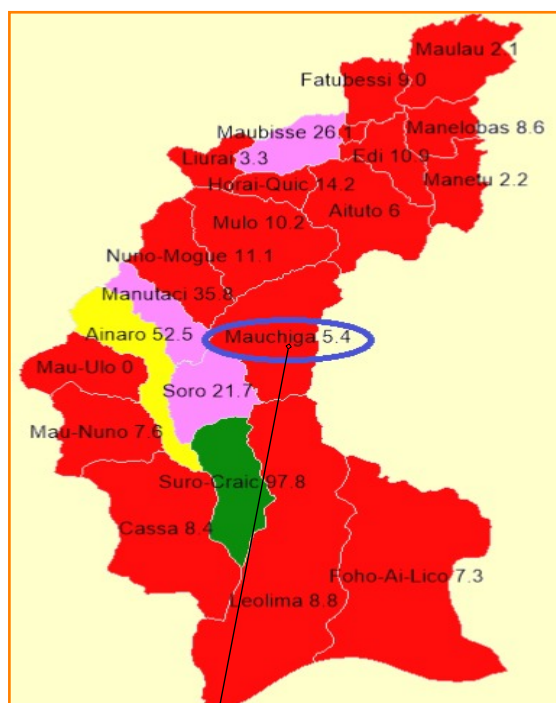 Maulau 2.1
Fatubessi 9.0
Maubisse 26.1
Manelobas 8.6
Liurai 3.3
Edi 10.9
Horai-Quic 14.2
Manetu 2.2
Mulo 10.2
Aituto 6
Nuno-Mogue 11.1
Manutaci 35.8
Ainaro 52.5
Mauchiga 5.4
Mau-Ulo 0
Soro 21.7
Mau-Nuno 7.6
Suro-Craic 97.8
Cassa 8.4
Foho-Ai-Lico 7.3
Leolima 8.8